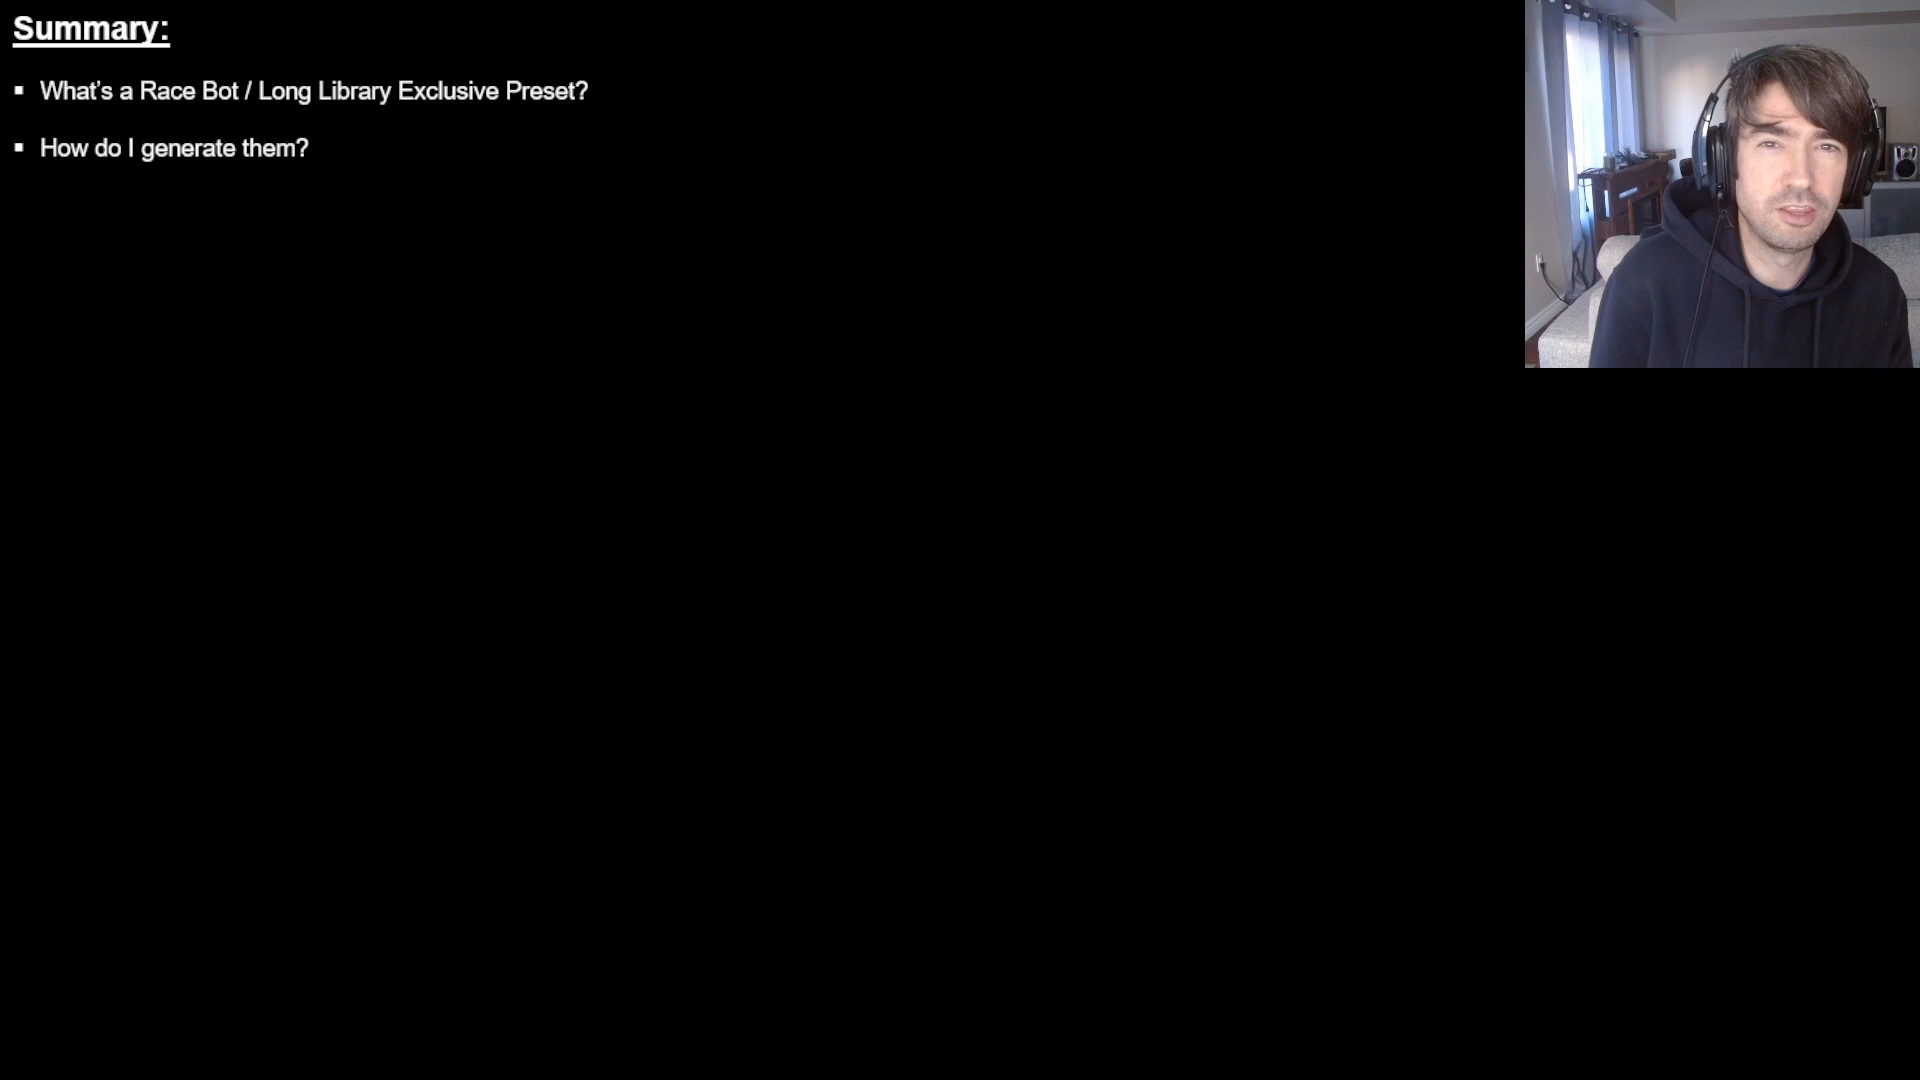 Summary:
▪ What's a Race Bot / Long Library Exclusive Preset?
▪ How do I generate them?